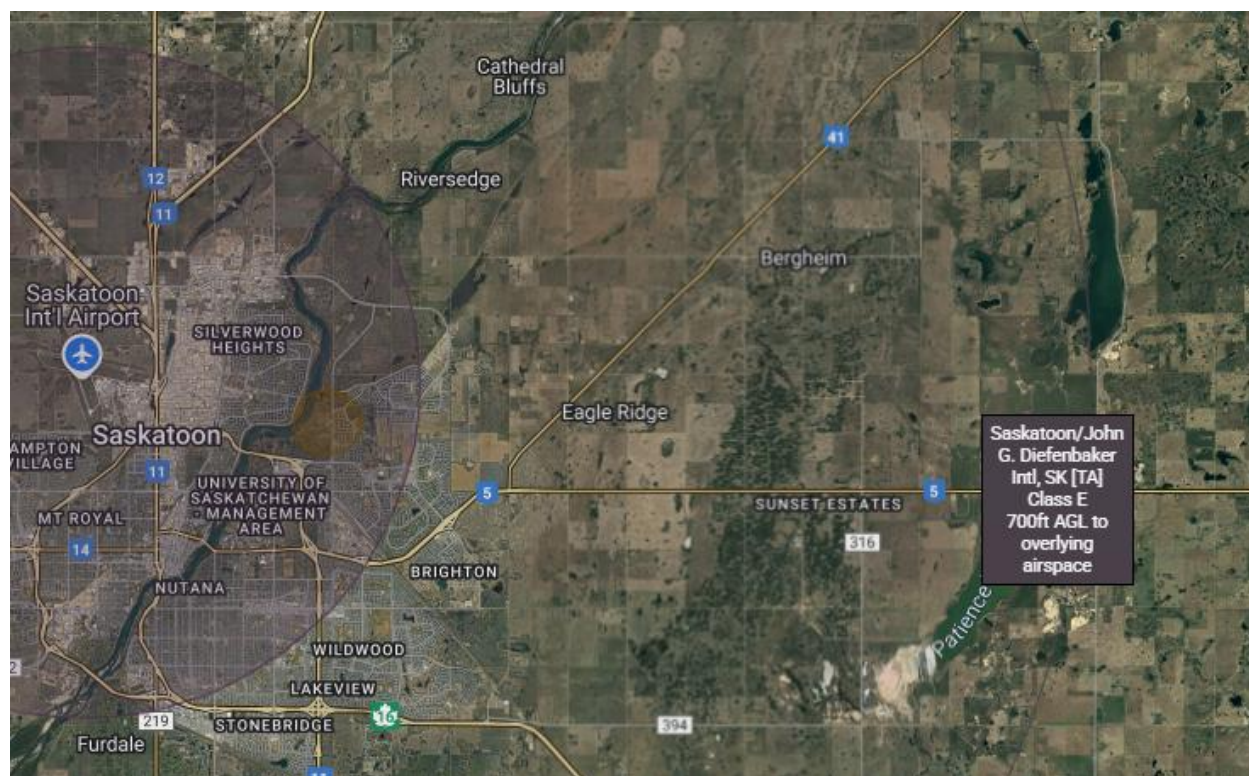 Cathedral
Bluffs
41
12
Riversedge
11
Bergheim
Saskatoon
Int'l Airport
SILVERWOOD
HEIGHTS
Eagle Ridge
Saskatoon
AMPTON
VILLAGE
11
UNIVERSITY OF
SASKATCHEWAN
- MANAGEMENT
AREA
5
SUNSET ESTATES
5
Saskatoon/John
G. Diefenbaker
Intl, SK [TA]
Class E
700ft AGL to
overlying
airspace
MT ROYAL
14
316
BRIGHTON
NUTANA
Patience
WILDWOOD
2
LAKEVIEW
219
STONEBRIDGE
16
394
Furdale
11